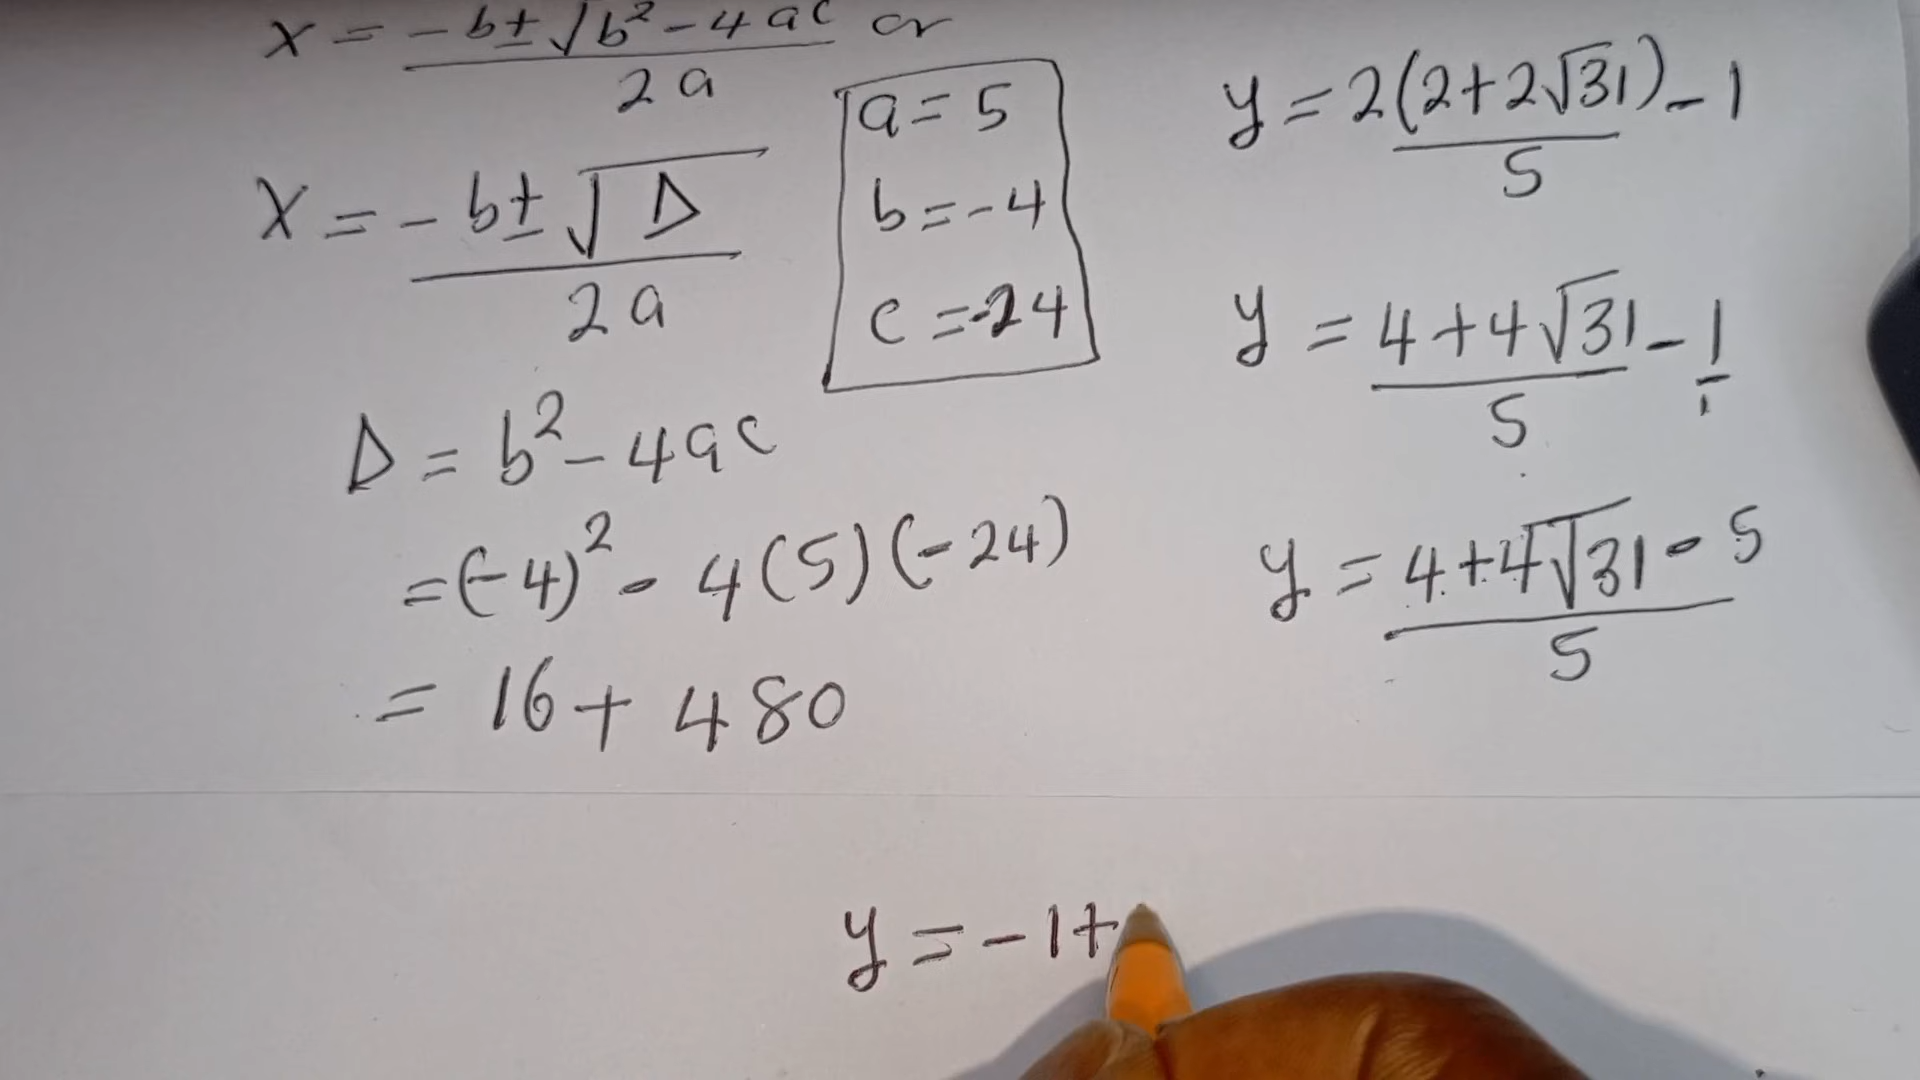 x = -b±√b²-4ac or
2a
x = -b±√D
2a
D = b²-4ac
= (-4)² - 4(5)(-24)
= 16 + 480
a = 5
b = -4
c = -24
y = 2(2+2√31) - 1
5
y = 4+4√31 - 1
5 1
y = 4+4√31 - 5
5
y = -1+